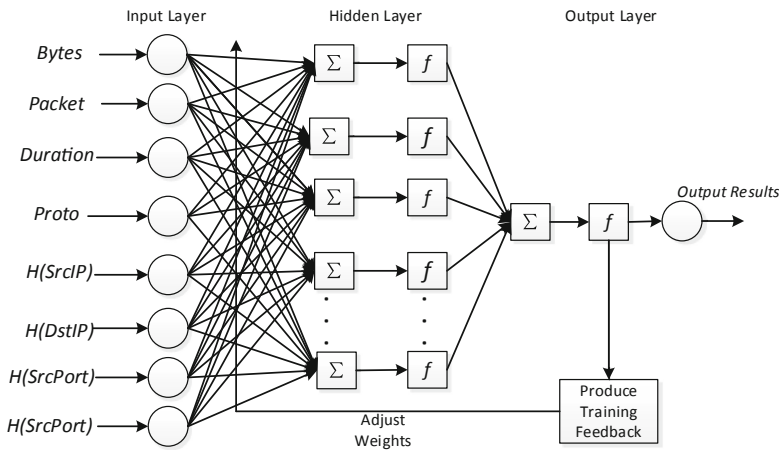 Input Layer
Hidden Layer
Output Layer
Bytes
Packet
Duration
Proto
H(SrcIP)
H(DstIP)
H(SrcPort)
H(SrcPort)
Σ
f
Σ
f
Σ
f
Σ
f
Σ
f
Σ
f
Output Results
Produce
Training
Feedback
Adjust
Weights